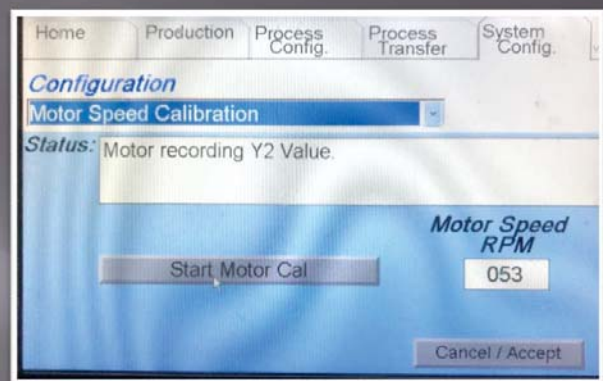 Home Production Process Config. Process Transfer System Config.
Configuration
Motor Speed Calibration
Status: Motor recording Y2 Value.
Motor Speed
RPM
Start Motor Cal
053
Cancel / Accept